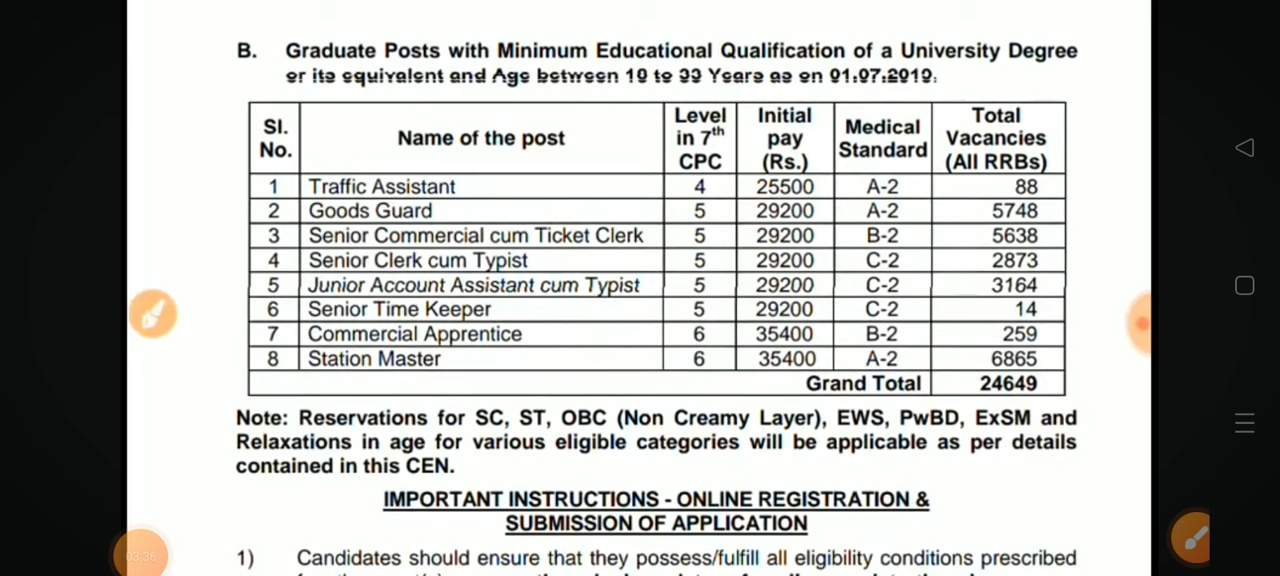 B. Graduate Posts with Minimum Educational Qualification of a University Degree
or its equivalent and Age between 18 to 33 Years as on 01.07.2019.
Sl. No. Name of the post Level in 7th CPC Initial pay (Rs.) Medical Standard Total Vacancies (All RRBs)
1 Traffic Assistant 4 25500 A-2 88
2 Goods Guard 5 29200 A-2 5748
3 Senior Commercial cum Ticket Clerk 5 29200 B-2 5638
4 Senior Clerk cum Typist 5 29200 C-2 2873
5 Junior Account Assistant cum Typist 5 29200 C-2 3164
6 Senior Time Keeper 5 29200 C-2 14
7 Commercial Apprentice 6 35400 B-2 259
8 Station Master 6 35400 A-2 6865
Grand Total 24649
Note: Reservations for SC, ST, OBC (Non Creamy Layer), EWS, PwBD, ExSM and
Relaxations in age for various eligible categories will be applicable as per details
contained in this CEN.
IMPORTANT INSTRUCTIONS - ONLINE REGISTRATION &
SUBMISSION OF APPLICATION
1) Candidates should ensure that they possess/fulfill all eligibility conditions prescribed
03:36